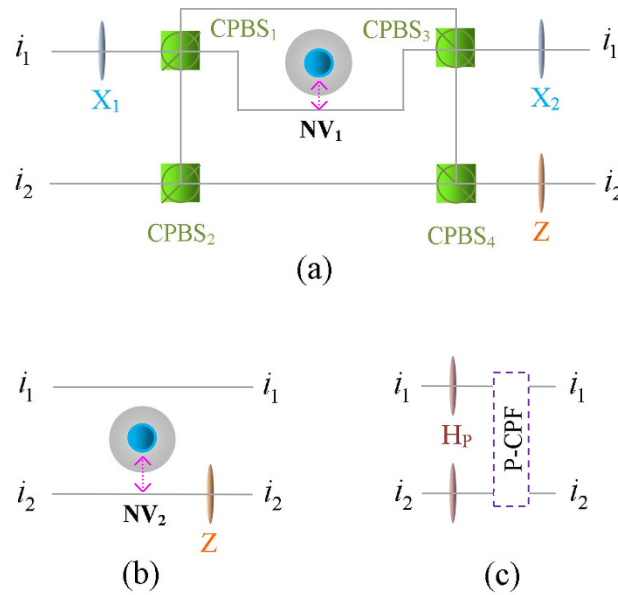 CPBS₁ CPBS₃
i₁ i₁
X₁ NV₁ X₂
i₂ i₂
CPBS₂ CPBS₄ Z
(a)
i₁ i₁ i₁ P-CPF i₁
H_P
i₂ i₂ i₂ i₂
NV₂ Z
(b) (c)